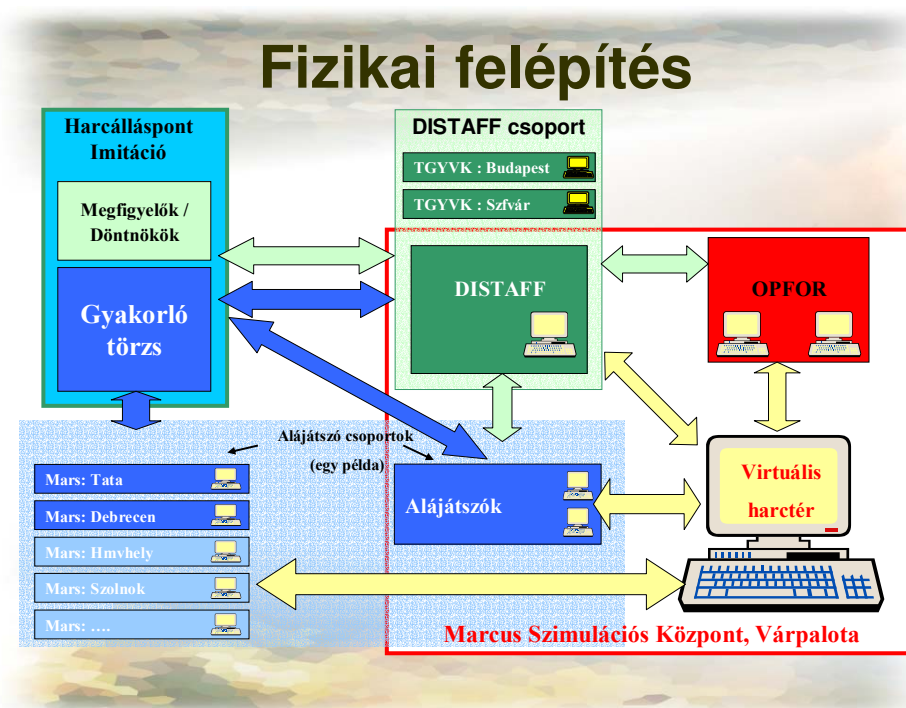 Fizikai felépítés
Harcálláspont
Imitáció
Megfigyelők /
Döntnökök
Gyakorló
törzs
DISTAFF csoport
TGYVK : Budapest
TGYVK : Szfvár
DISTAFF
OPFOR
Alájátszó csoportok
(egy példa)
Mars: Tata
Mars: Debrecen
Mars: Hmvhely
Mars: Szolnok
Mars: ….
Alájátszók
Virtuális
harctér
Marcus Szimulációs Központ, Várpalota